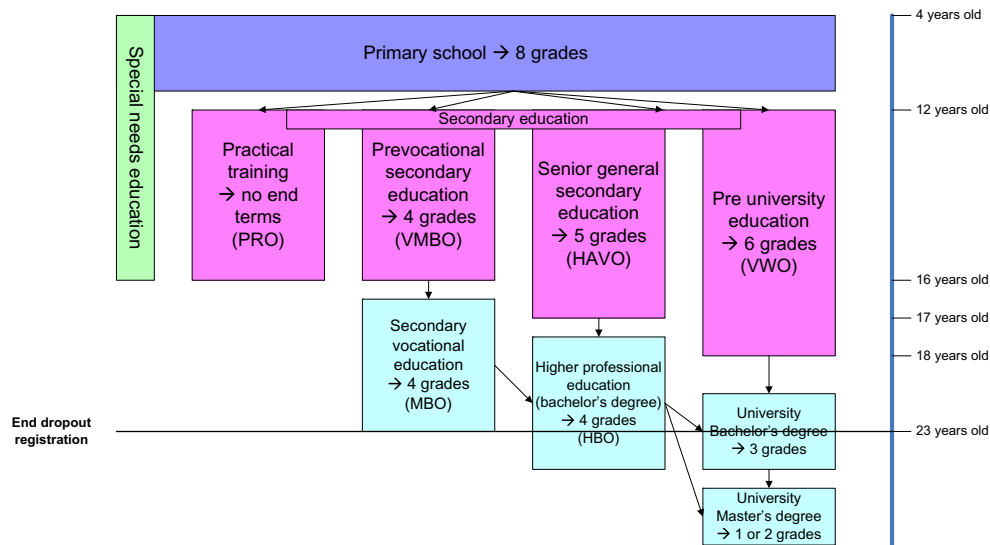 4 years old
Special needs education
Primary school → 8 grades
12 years old
Secondary education
Practical
training
→ no end
terms
(PRO)
Prevocational
secondary
education
→ 4 grades
(VMBO)
Senior general
secondary
education
→ 5 grades
(HAVO)
Pre university
education
→ 6 grades
(VWO)
16 years old
17 years old
18 years old
Secondary
vocational
education
→ 4 grades
(MBO)
Higher professional
education
(bachelor's degree)
→ 4 grades
(HBO)
End dropout
registration
23 years old
University
Bachelor's degree
→ 3 grades
University
Master's degree
→ 1 or 2 grades